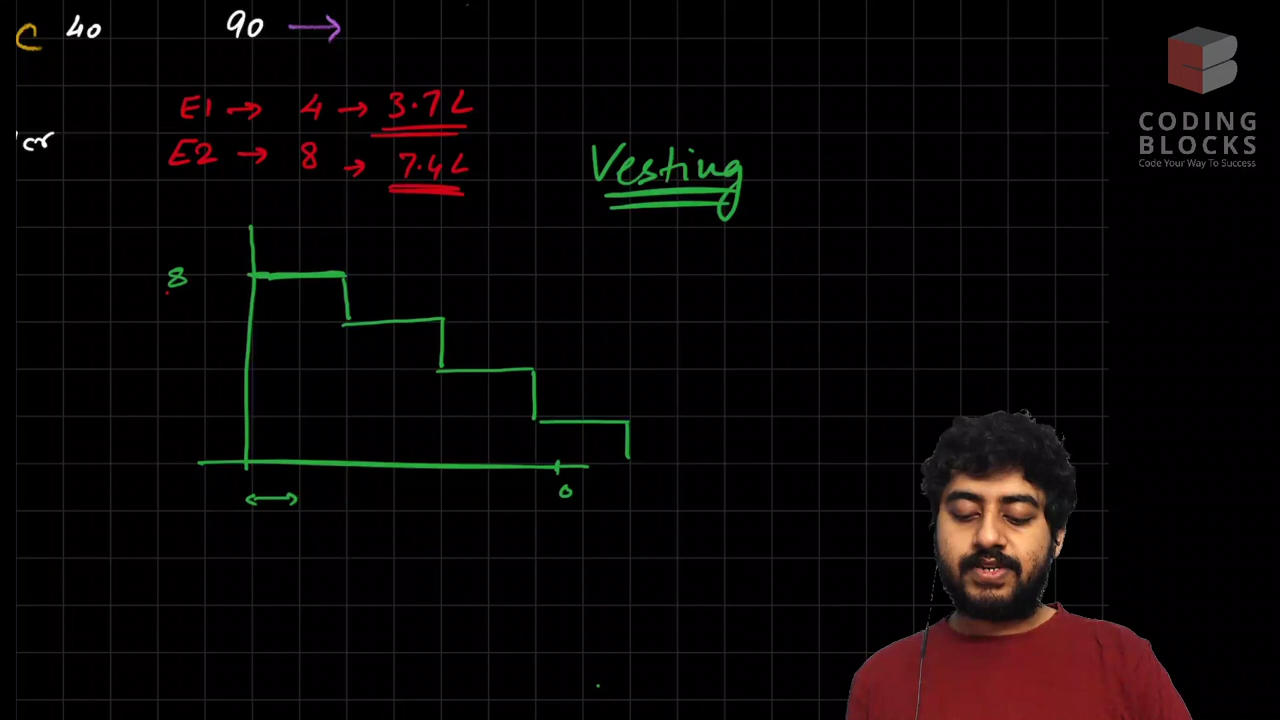 C 40 90 →
E1 → 4 → 3.7L
cr
E2 → 8 → 7.4L
Vesting
8
0
CODING
BLOCKS
Code Your Way To Success